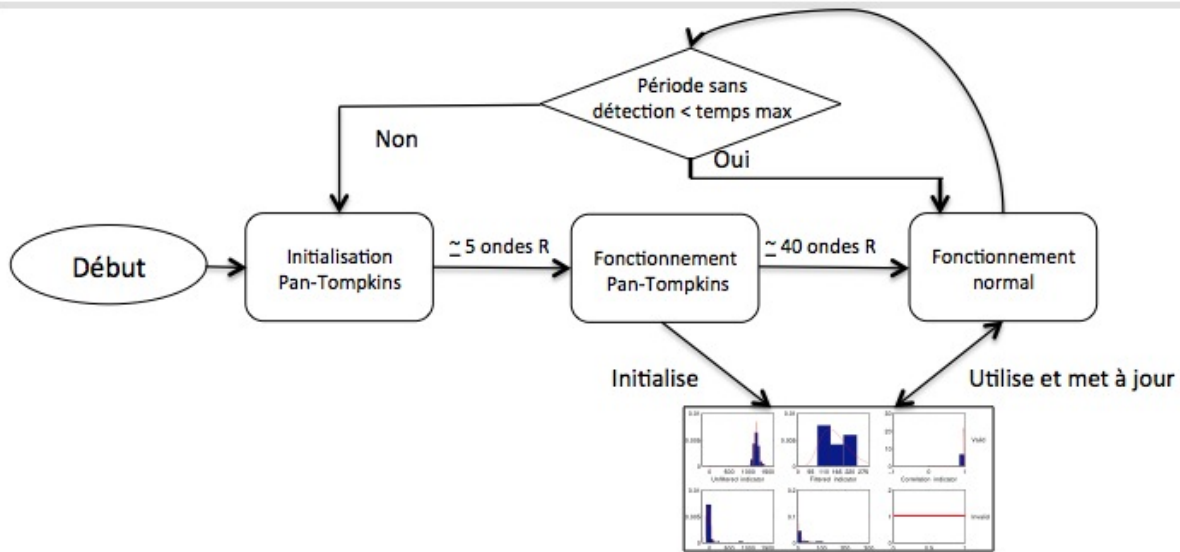 Période sans
détection < temps max
Non
Oui
Début
Initialisation
Pan-Tompkins
~ 5 ondes R
Fonctionnement
Pan-Tompkins
~ 40 ondes R
Fonctionnement
normal
Initialise
Utilise et met à jour
Valid
Unfiltered indicator
Filtered indicator
Correlation indicator
Invalid